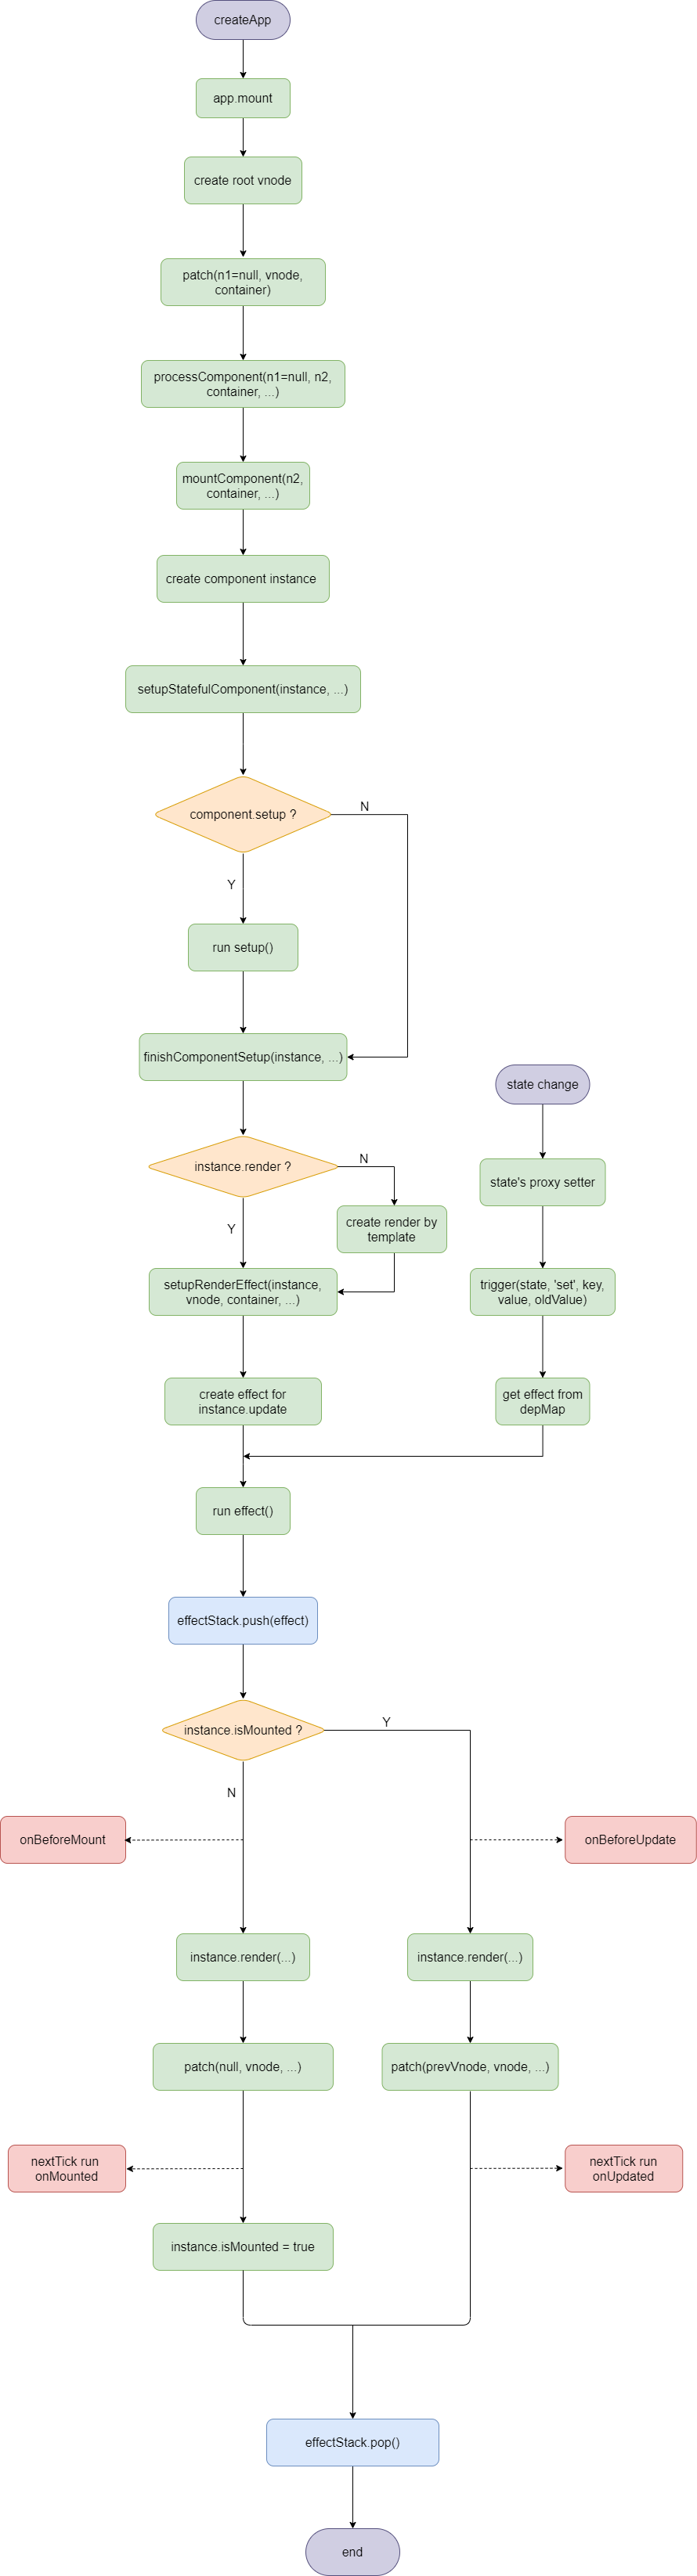 createApp
app.mount
create root vnode
patch(n1=null, vnode,
container)
processComponent(n1=null, n2,
container, ...)
mountComponent(n2,
container, ...)
create component instance
setupStatefulComponent(instance, ...)
component.setup ?
N
Y
run setup()
finishComponentSetup(instance, ...)
state change
instance.render ?
N
state's proxy setter
create render by
template
Y
setupRenderEffect(instance,
vnode, container, ...)
trigger(state, 'set', key,
value, oldValue)
create effect for
instance.update
get effect from
depMap
run effect()
effectStack.push(effect)
instance.isMounted ?
Y
N
onBeforeMount
onBeforeUpdate
instance.render(...)
instance.render(...)
patch(null, vnode, ...)
patch(prevVnode, vnode, ...)
nextTick run
onMounted
nextTick run
onUpdated
instance.isMounted = true
effectStack.pop()
end